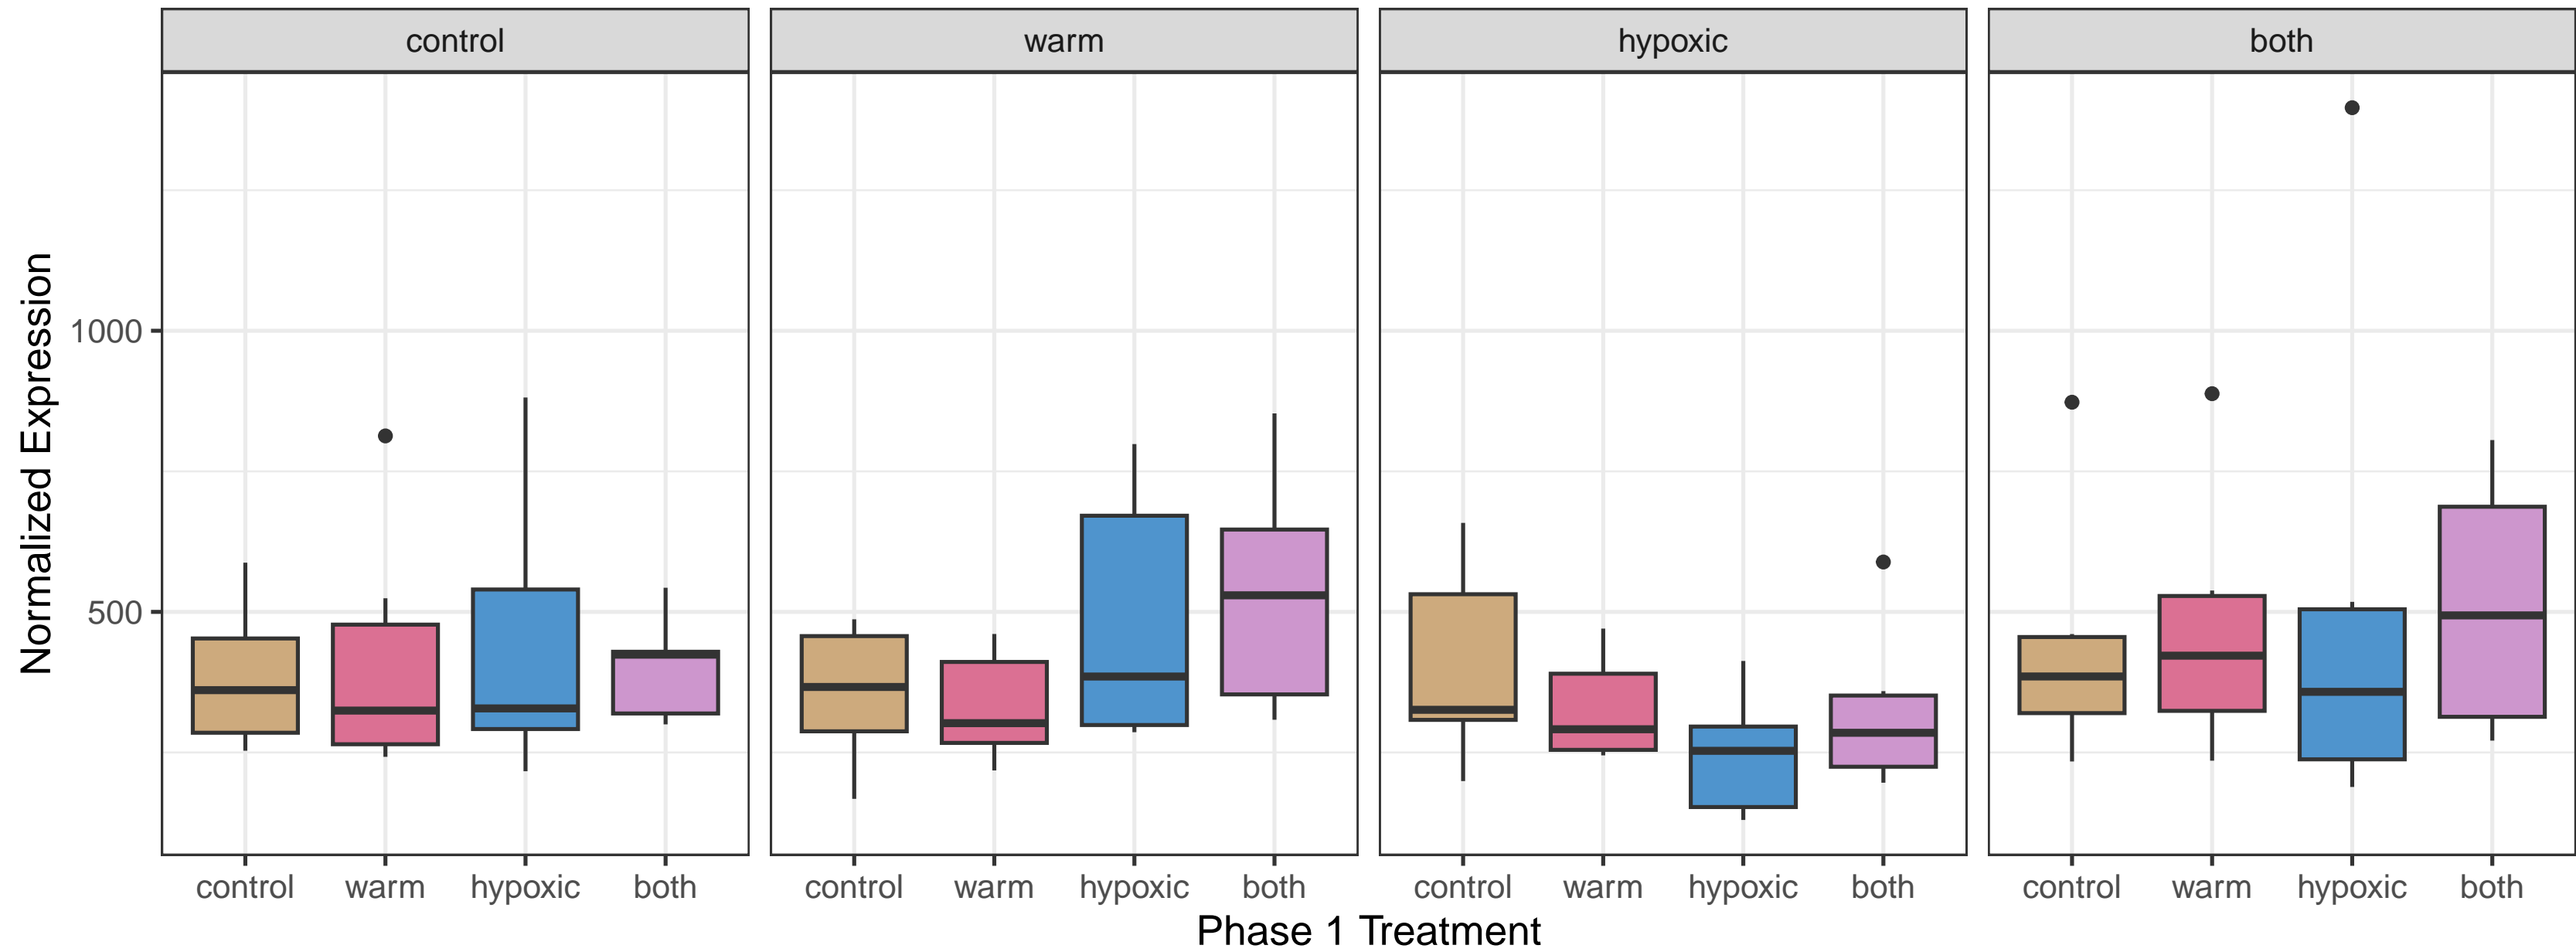 control warm hypoxic both
Normalized Expression
1000
500
control warm hypoxic both control warm hypoxic both control warm hypoxic both control warm hypoxic both
Phase 1 Treatment